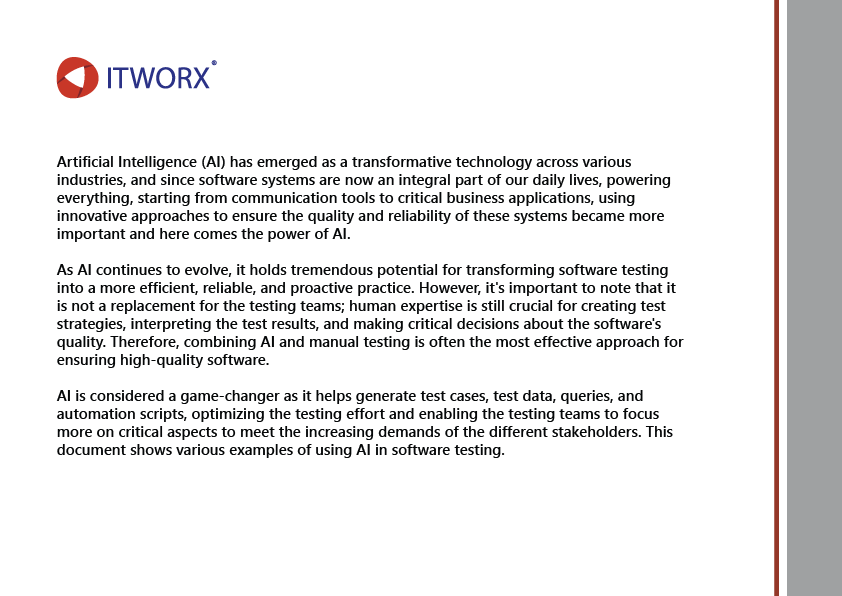 ITWORX®
Artificial Intelligence (AI) has emerged as a transformative technology across various
industries, and since software systems are now an integral part of our daily lives, powering
everything, starting from communication tools to critical business applications, using
innovative approaches to ensure the quality and reliability of these systems became more
important and here comes the power of AI.
As AI continues to evolve, it holds tremendous potential for transforming software testing
into a more efficient, reliable, and proactive practice. However, it's important to note that it
is not a replacement for the testing teams; human expertise is still crucial for creating test
strategies, interpreting the test results, and making critical decisions about the software's
quality. Therefore, combining AI and manual testing is often the most effective approach for
ensuring high-quality software.
AI is considered a game-changer as it helps generate test cases, test data, queries, and
automation scripts, optimizing the testing effort and enabling the testing teams to focus
more on critical aspects to meet the increasing demands of the different stakeholders. This
document shows various examples of using AI in software testing.